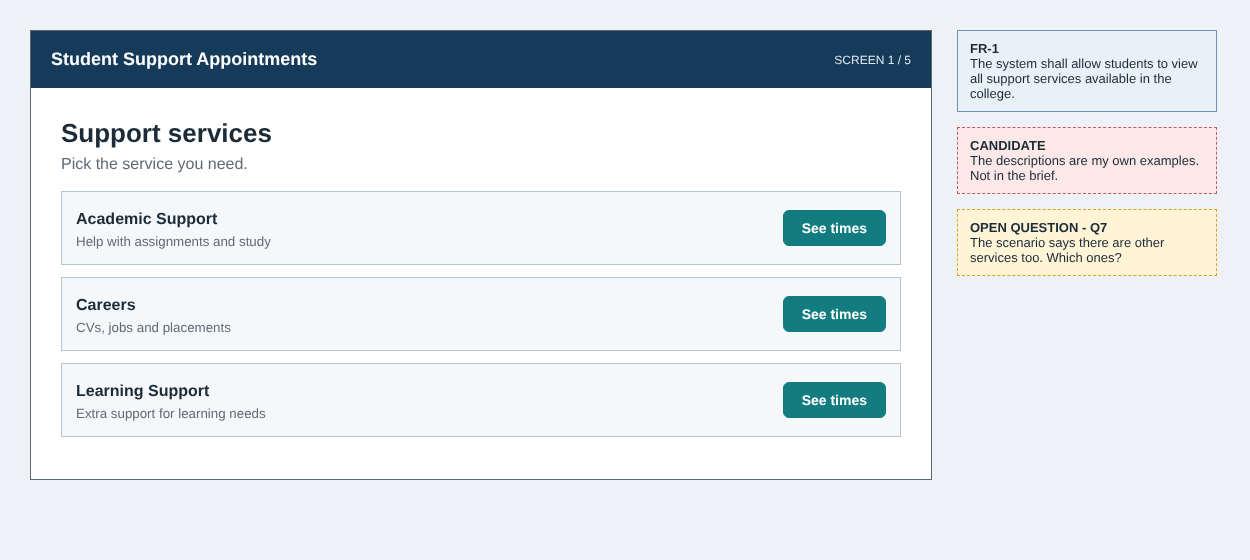 Student Support Appointments
SCREEN 1 / 5
Support services
Pick the service you need.
Academic Support
Help with assignments and study
See times
Careers
CVs, jobs and placements
See times
Learning Support
Extra support for learning needs
See times
FR-1
The system shall allow students to view
all support services available in the
college.
CANDIDATE
The descriptions are my own examples.
Not in the brief.
OPEN QUESTION - Q7
The scenario says there are other
services too. Which ones?